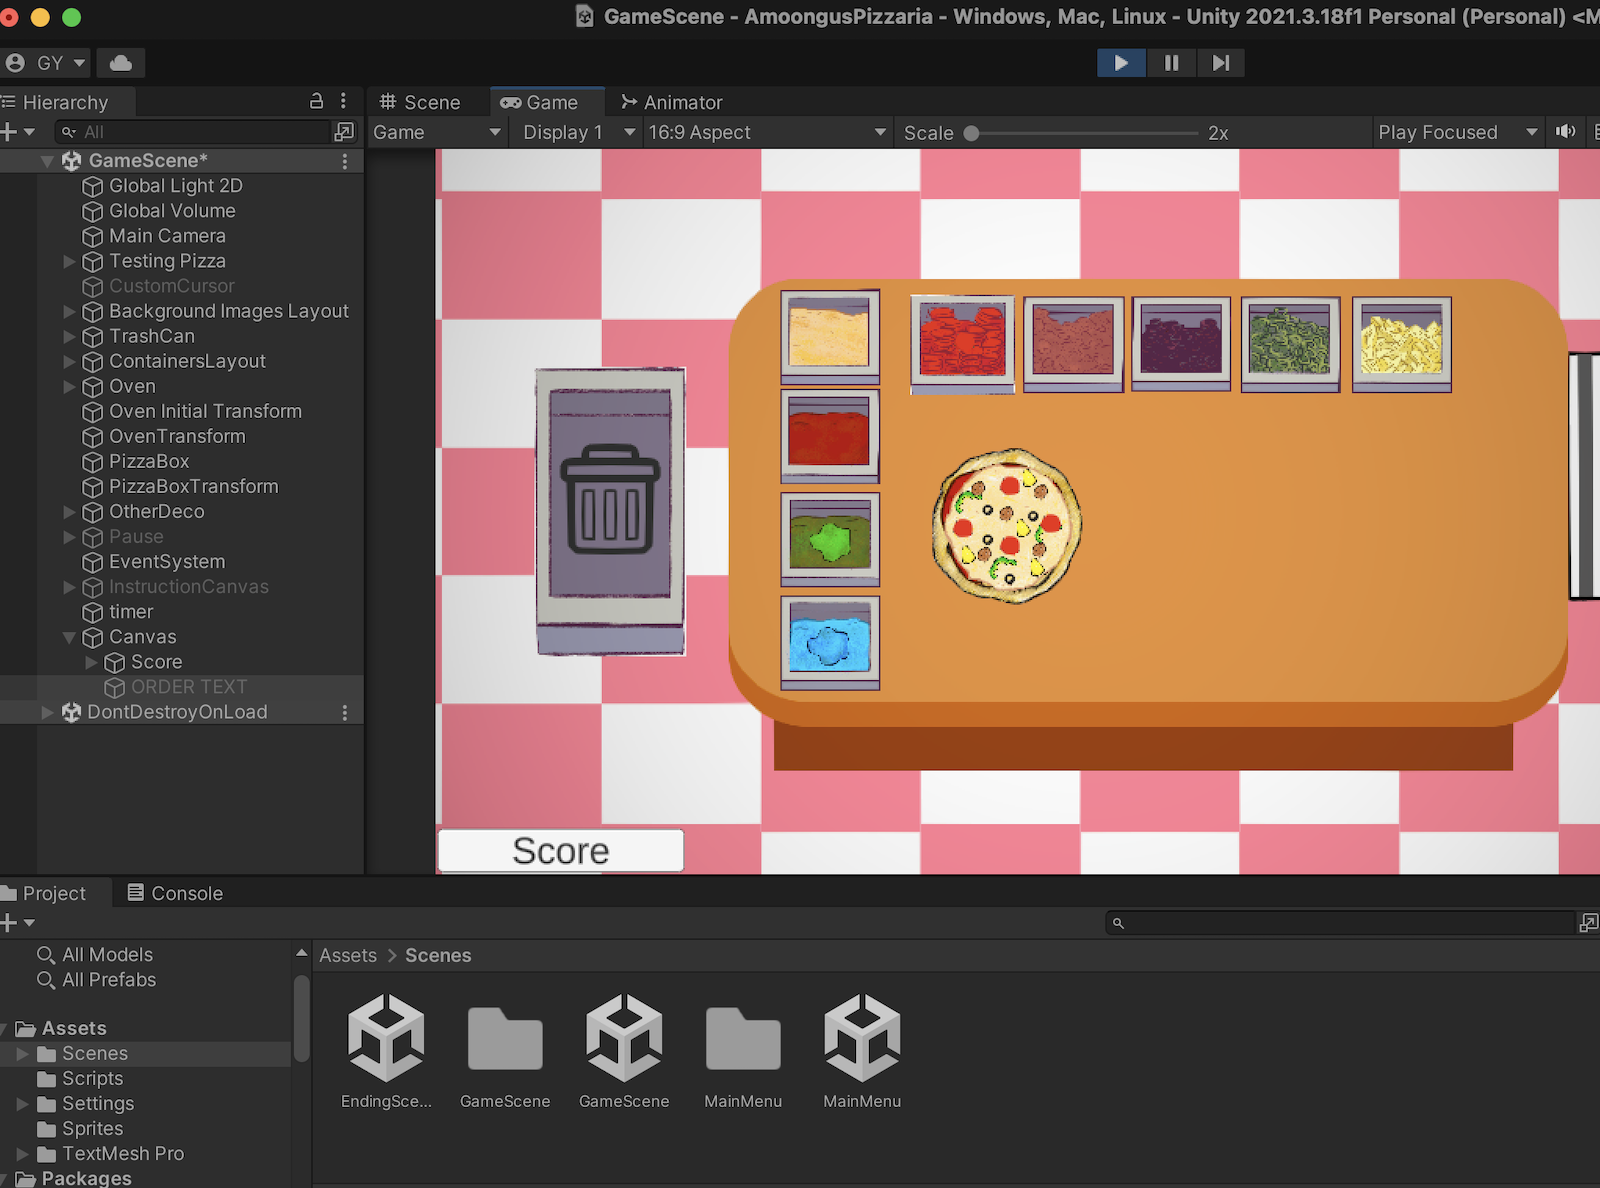 GameScene - AmoongusPizzaria - Windows, Mac, Linux - Unity 2021.3.18f1 Personal (Personal) <M
GY
Hierarchy
Scene
Game
Animator
All
Game
Display 1
16:9 Aspect
Scale
2x
Play Focused
GameScene*
Global Light 2D
Global Volume
Main Camera
Testing Pizza
CustomCursor
Background Images Layout
TrashCan
ContainersLayout
Oven
Oven Initial Transform
OvenTransform
PizzaBox
PizzaBoxTransform
OtherDeco
Pause
EventSystem
InstructionCanvas
timer
Canvas
Score
ORDER TEXT
DontDestroyOnLoad
Score
Project
Console
All Models
All Prefabs
Assets
Scenes
Scripts
Settings
Sprites
TextMesh Pro
Packages
Assets > Scenes
EndingSce...
GameScene
GameScene
MainMenu
MainMenu